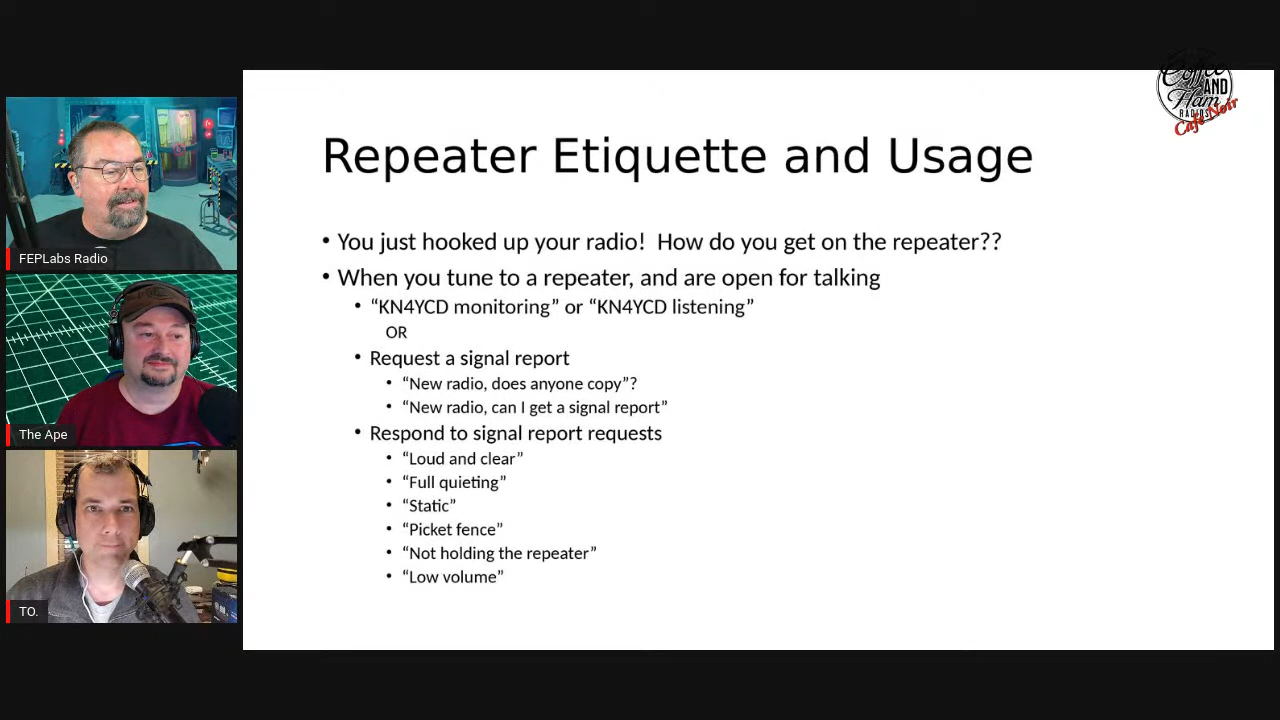 Coffee
AND
Ham
RADIOS
Café Noir
Repeater Etiquette and Usage
• You just hooked up your radio!  How do you get on the repeater??
• When you tune to a repeater, and are open for talking
• “KN4YCD monitoring” or “KN4YCD listening”
OR
• Request a signal report
• “New radio, does anyone copy”?
• “New radio, can I get a signal report”
• Respond to signal report requests
• “Loud and clear”
• “Full quieting”
• “Static”
• “Picket fence”
• “Not holding the repeater”
• “Low volume”
FEPLabs Radio
The Ape
TO.